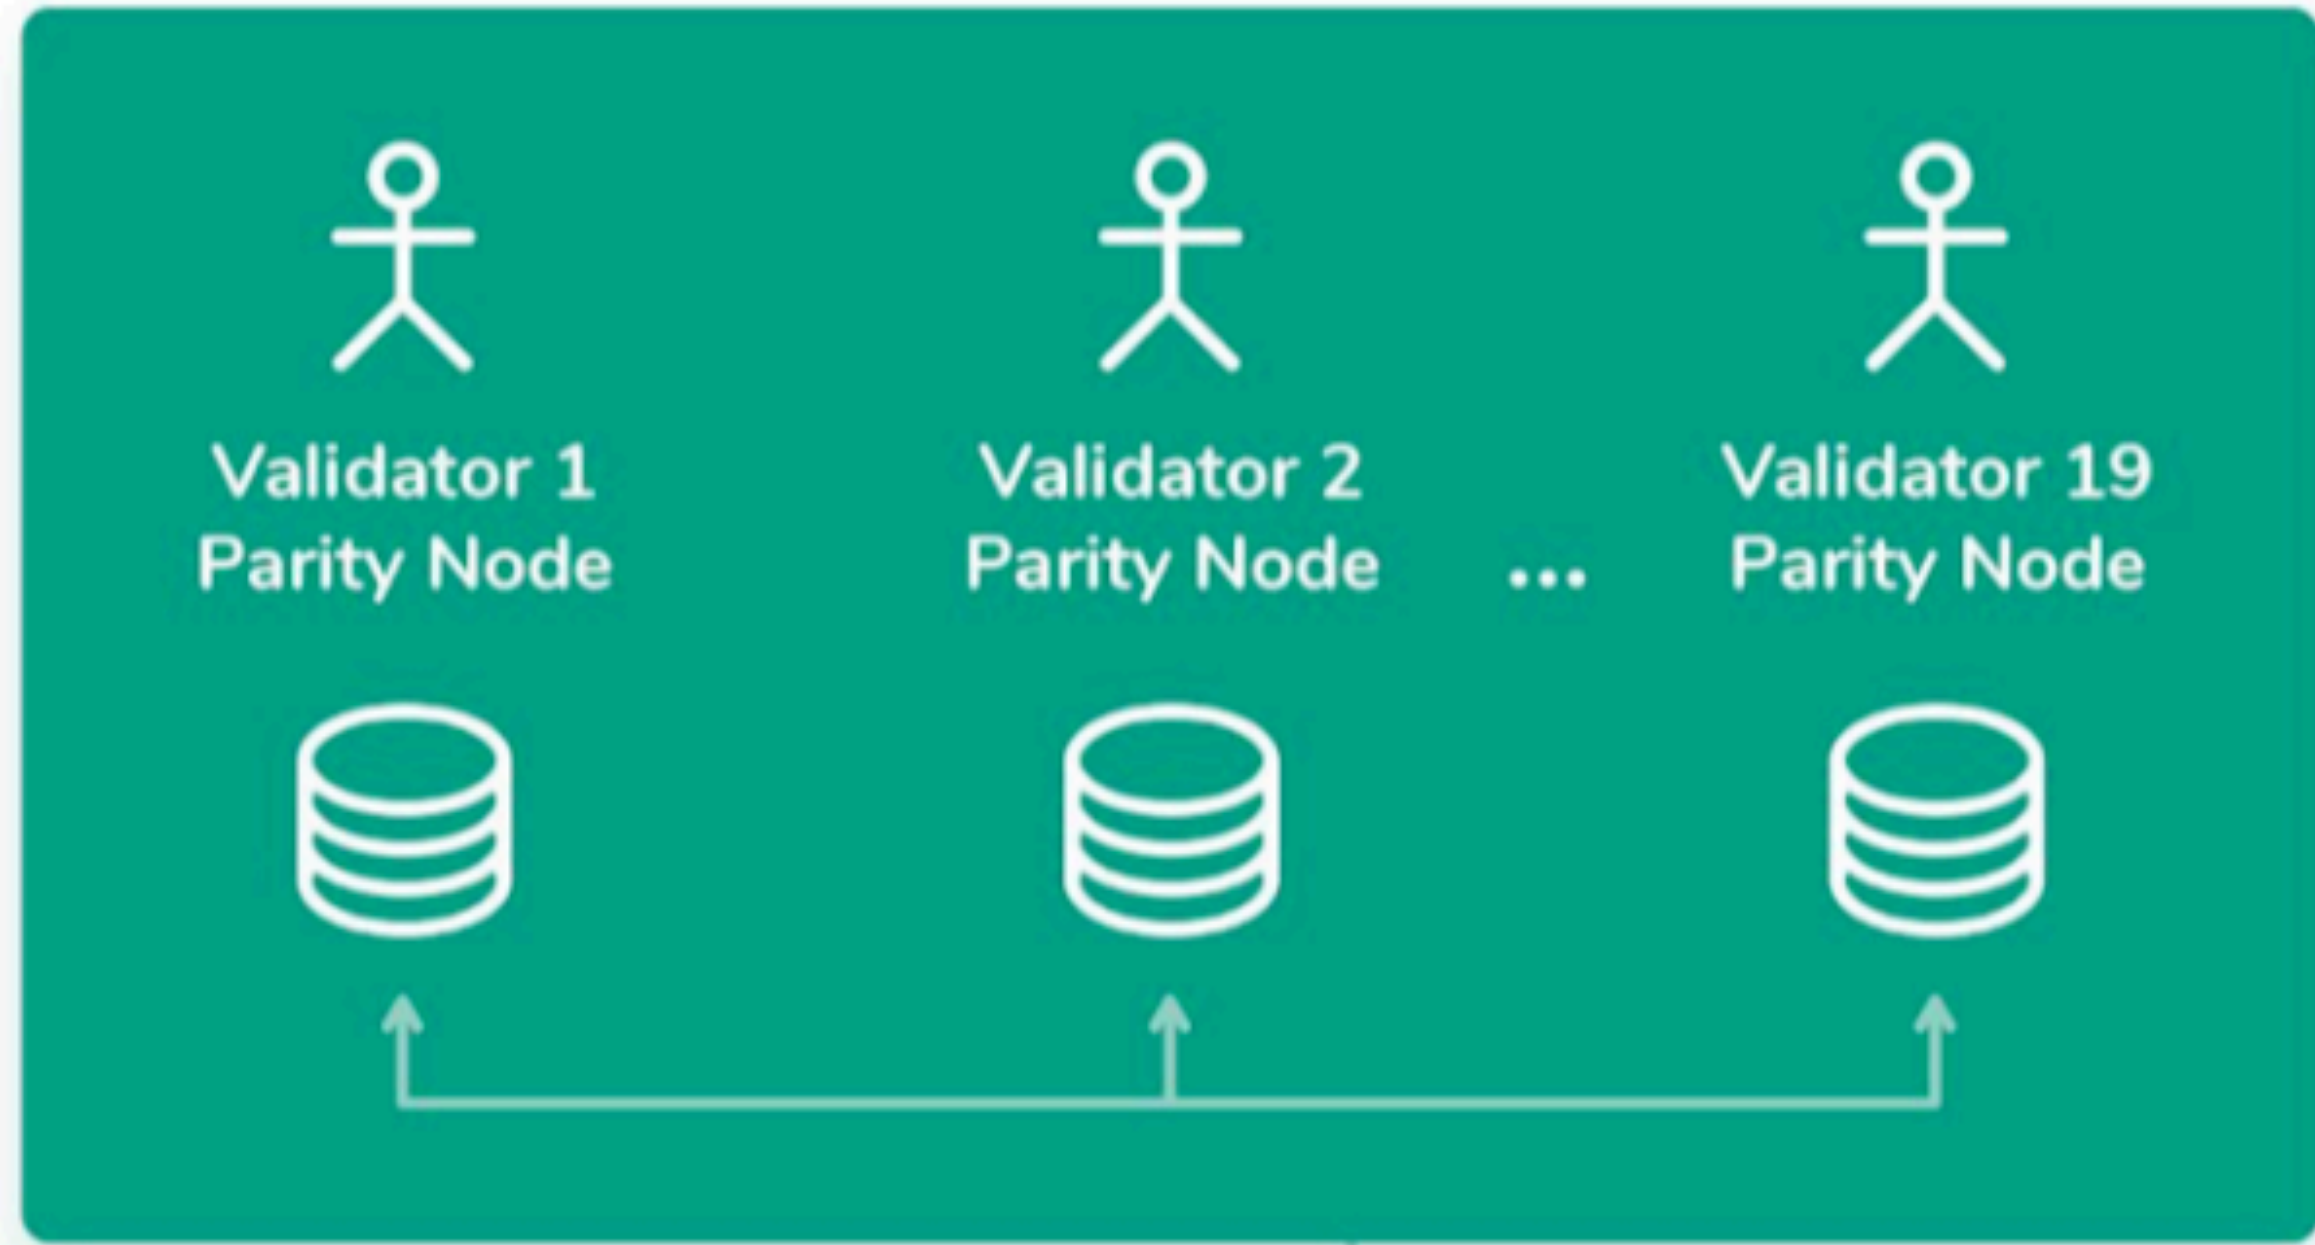 Validator 1
Parity Node
Validator 2
Parity Node
...
Validator 19
Parity Node